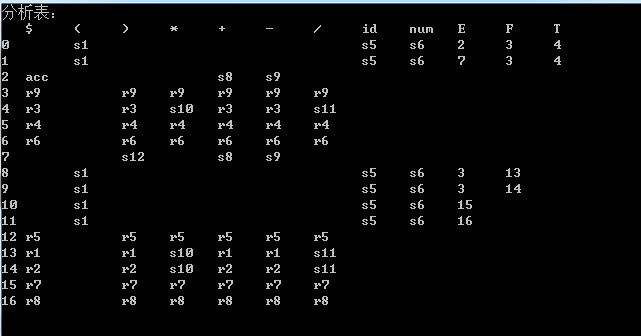 分析表:
$ ( ) * + - / id num E F T
0 s1 s5 s6 2 3 4
1 s1 s5 s6 7 3 4
2 acc s8 s9
3 r9 r9 r9 r9 r9 r9
4 r3 r3 s10 r3 r3 s11
5 r4 r4 r4 r4 r4 r4
6 r6 r6 r6 r6 r6 r6
7 s12 s8 s9
8 s1 s5 s6 3 13
9 s1 s5 s6 3 14
10 s1 s5 s6 15
11 s1 s5 s6 16
12 r5 r5 r5 r5 r5 r5
13 r1 r1 s10 r1 r1 s11
14 r2 r2 s10 r2 r2 s11
15 r7 r7 r7 r7 r7 r7
16 r8 r8 r8 r8 r8 r8